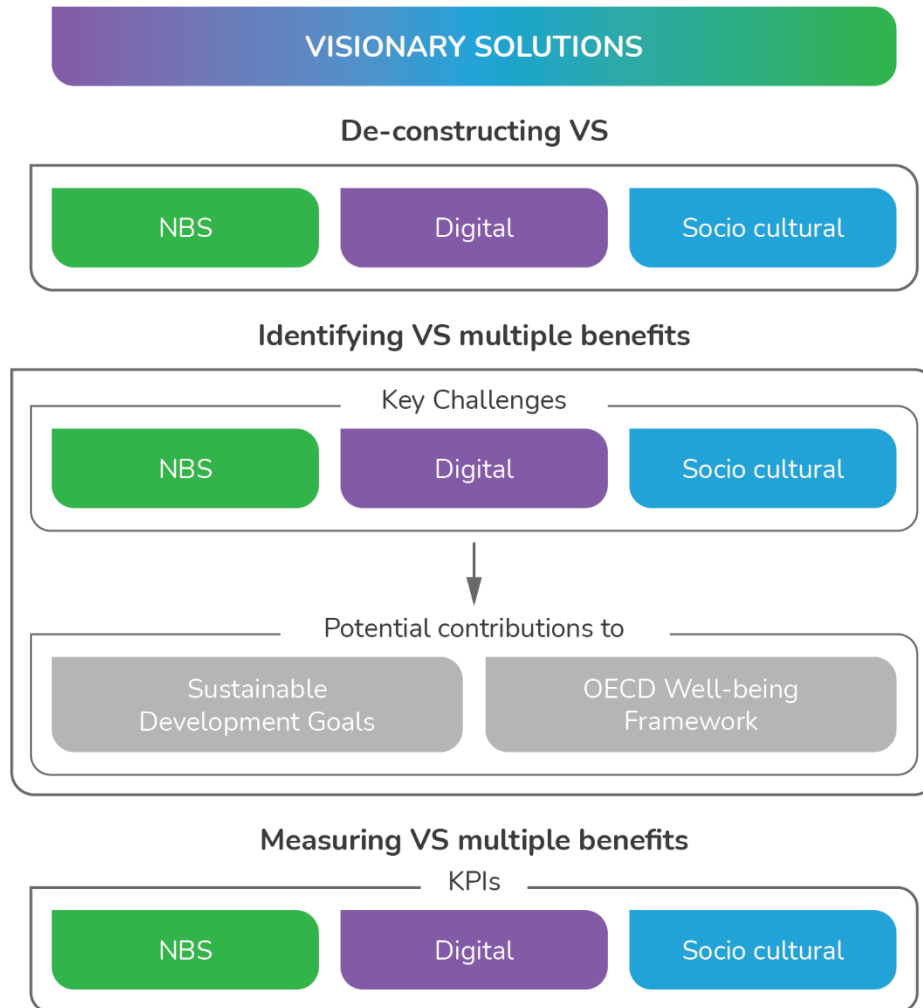 VISIONARY SOLUTIONS
De-constructing VS
NBS
Digital
Socio cultural
Identifying VS multiple benefits
Key Challenges
NBS
Digital
Socio cultural
Potential contributions to
Sustainable
Development Goals
OECD Well-being
Framework
Measuring VS multiple benefits
KPIs
NBS
Digital
Socio cultural